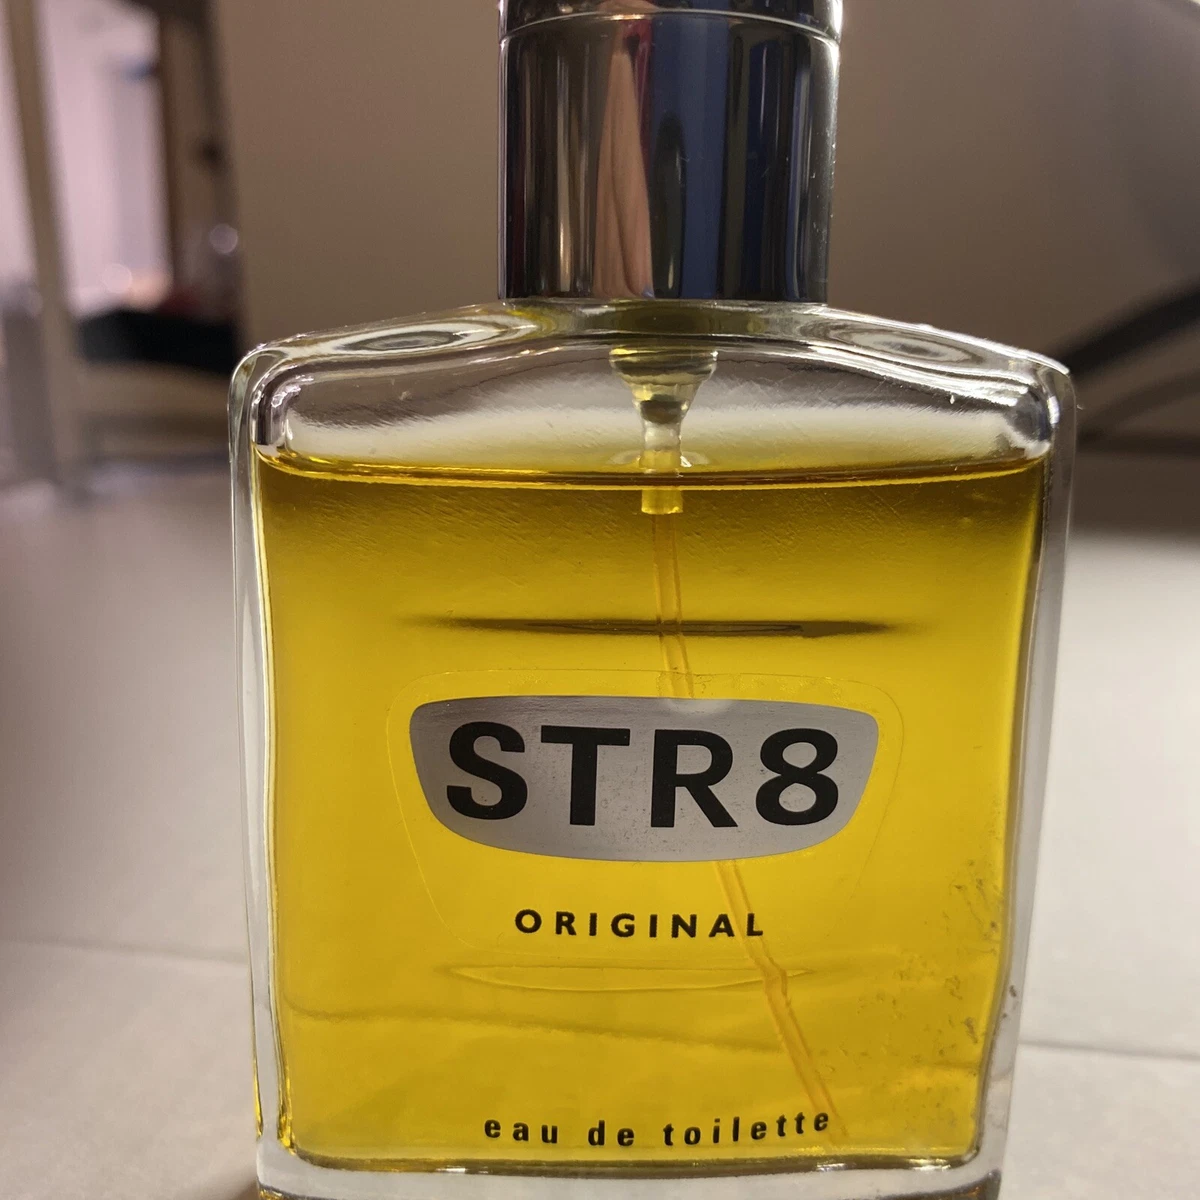 STR8
ORIGINAL
eau de toilette